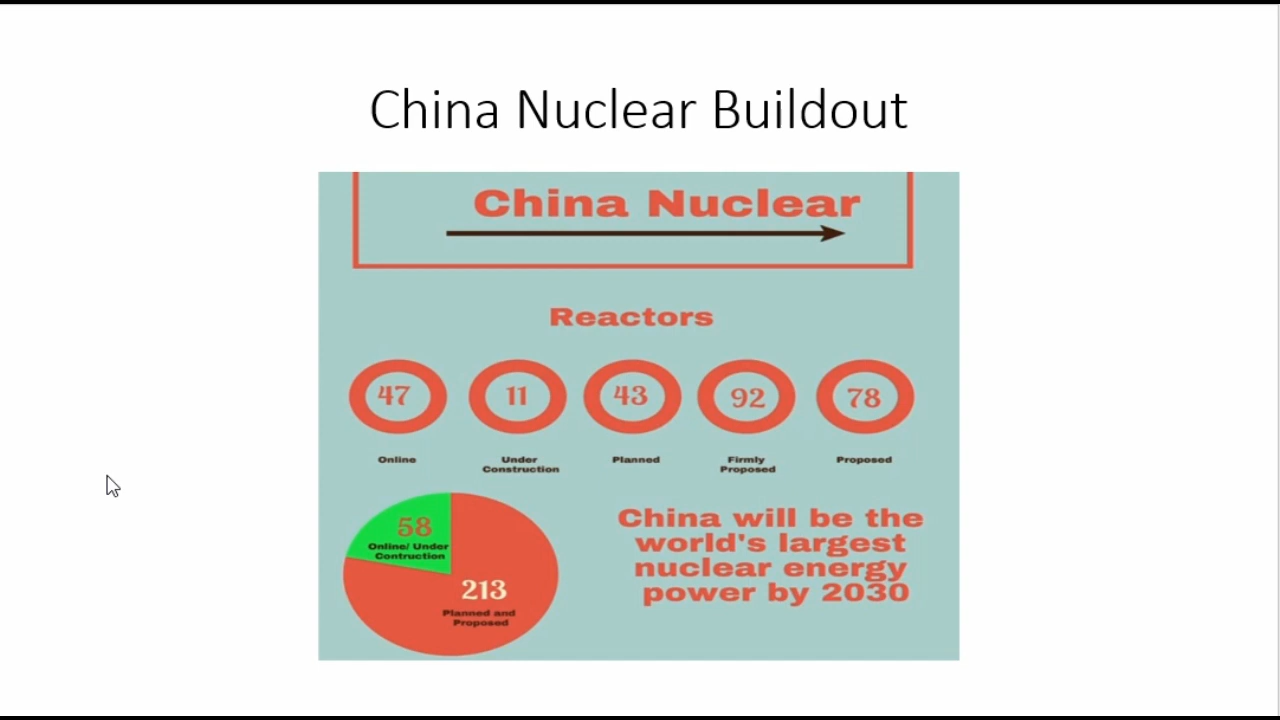 China Nuclear Buildout
China Nuclear
Reactors
47
11
43
92
78
Online
Under
Construction
Planned
Firmly
Proposed
Proposed
58
Online/ Under
Contruction
213
Planned and
Proposed
China will be the
world's largest
nuclear energy
power by 2030